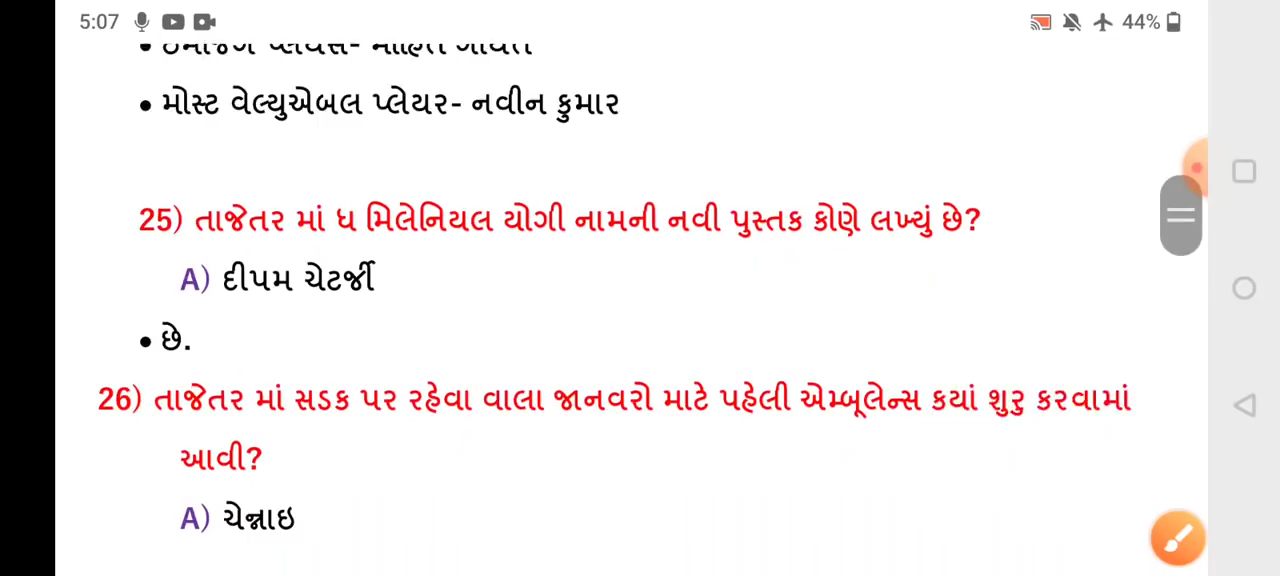 5:07
44%
• મોસ્ટ વેલ્યુએબલ પ્લેયર- નવીન કુમાર
25) તાજેતર માં ધ મિલેનિયલ યોગી નામની નવી પુસ્તક કોણે લખ્યું છે?
A) દીપમ ચેટર્જી
• છે.
26) તાજેતર માં સડક પર રહેવા વાલા જાનવરો માટે પહેલી એમ્બૂલેન્સ કયાં શુરુ કરવામાં
આવી?
A) ચેન્નાઇ